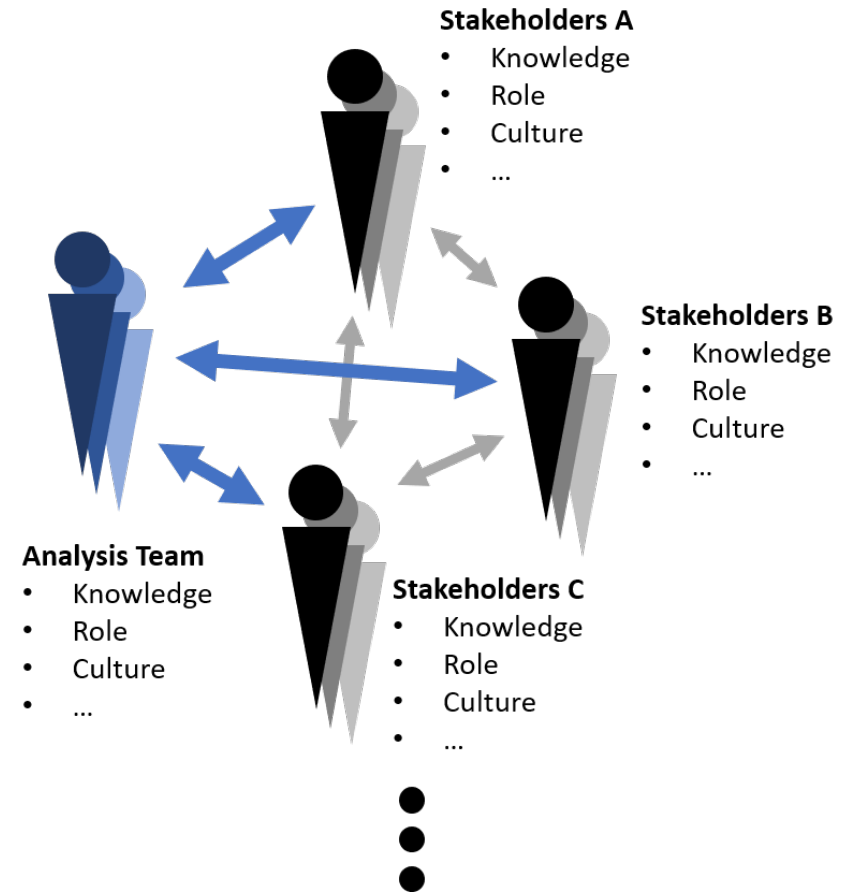 Stakeholders A
• Knowledge
• Role
• Culture
• ...
Stakeholders B
• Knowledge
• Role
• Culture
• ...
Analysis Team
• Knowledge
• Role
• Culture
• ...
Stakeholders C
• Knowledge
• Role
• Culture
• ...